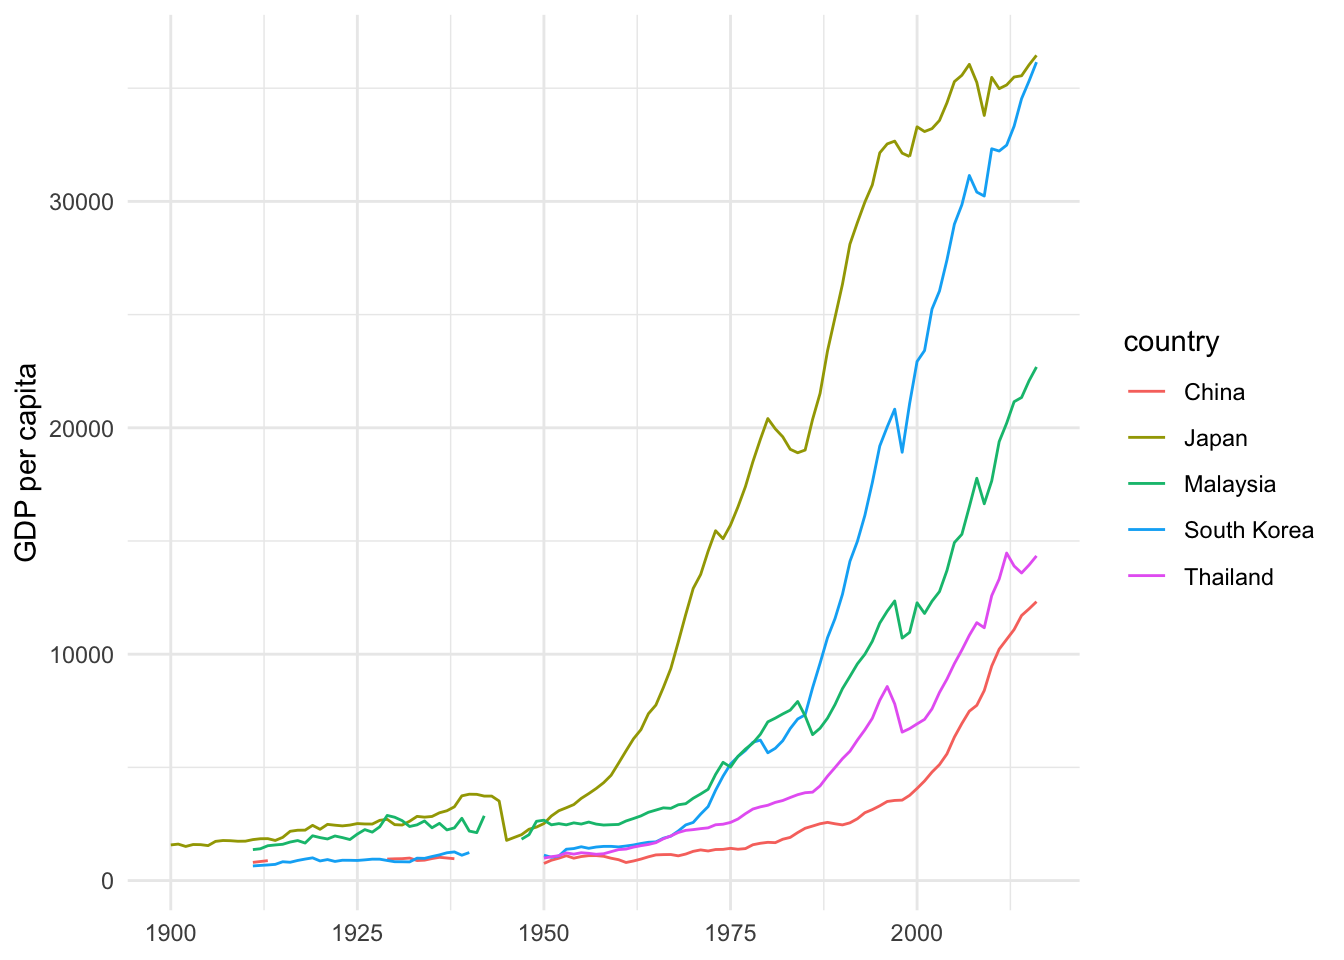 GDP per capita
30000
20000
10000
0
1900 1925 1950 1975 2000
country
China
Japan
Malaysia
South Korea
Thailand